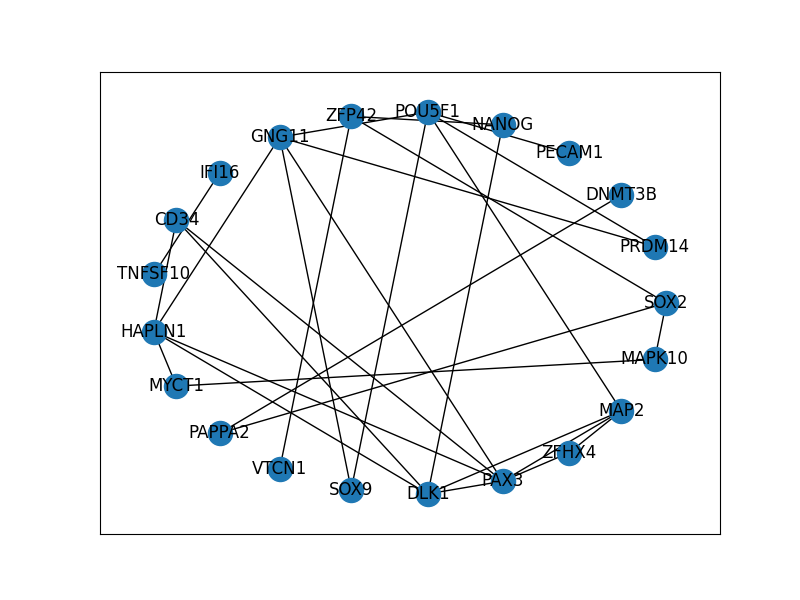 POU5F1
ZFP42
NANOG
GNG11
PECAM1
IFI16
DNMT3B
CD34
PRDM14
TNFSF10
SOX2
HAPLN1
MAPK10
MYCT1
MAP2
PAPPA2
ZFHX4
VTCN1
PAX3
SOX9
DLK1